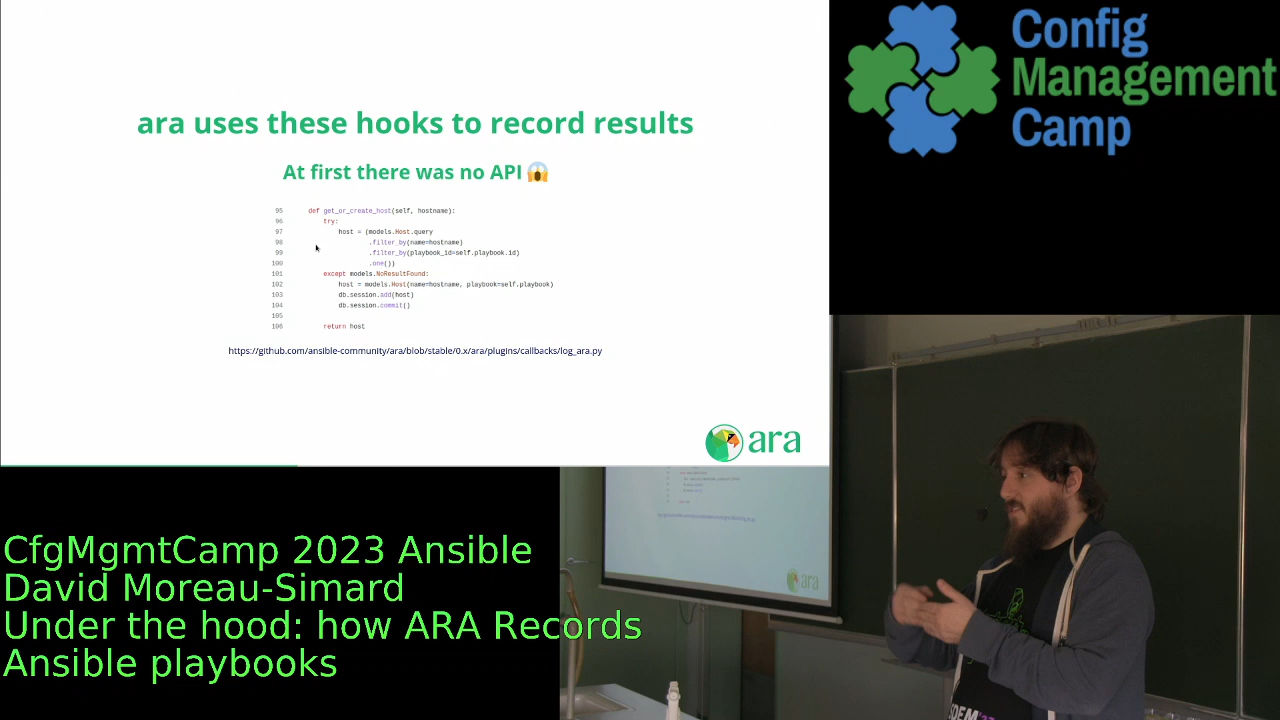 ara uses these hooks to record results
At first there was no API 😱
95 def get_or_create_host(self, hostname):
96 try:
97 host = (models.Host.query
98 .filter_by(name=hostname)
99 .filter_by(playbook_id=self.playbook.id)
100 .one())
101 except models.NoResultFound:
102 host = models.Host(name=hostname, playbook=self.playbook)
103 db.session.add(host)
104 db.session.commit()
105
106 return host
https://github.com/ansible-community/ara/blob/stable/0.x/ara/plugins/callbacks/log_ara.py
ara
Config
Management
Camp
CfgMgmtCamp 2023 Ansible
David Moreau-Simard
Under the hood: how ARA Records
Ansible playbooks
ara